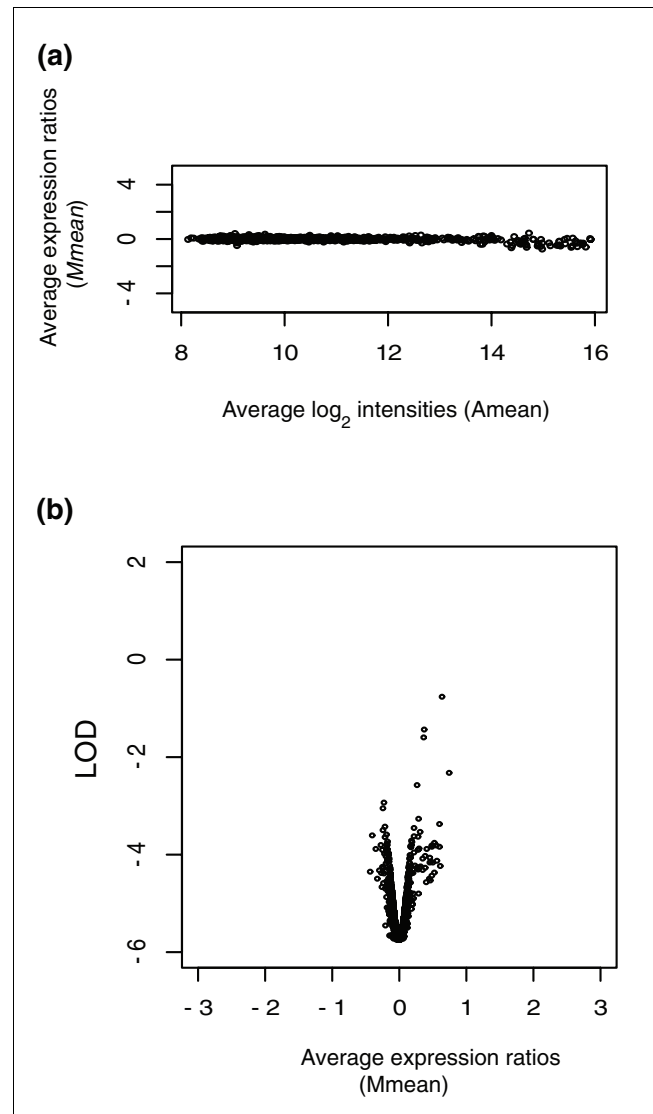 (a)
Average expression ratios
(Mmean)
4
0
- 4
8 10 12 14 16
Average log2 intensities (Amean)
(b)
LOD
2
0
- 2
- 4
- 6
- 3 - 2 - 1 0 1 2 3
Average expression ratios
(Mmean)